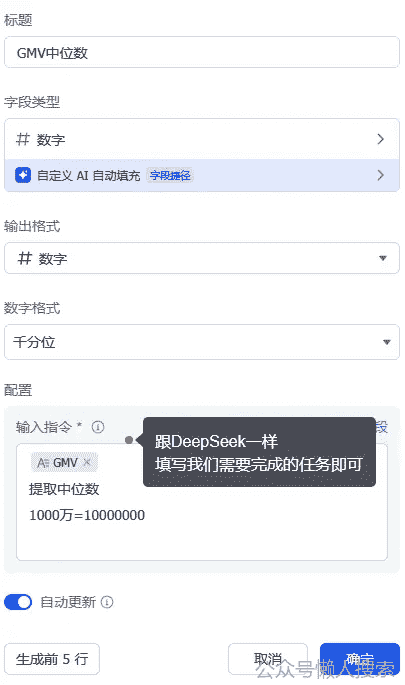 标题
GMV中位数
字段类型
数字
自定义 AI 自动填充 字段捷径
输出格式
数字
数字格式
千分位
配置
输入指令 * 段
跟DeepSeek一样
填写我们需要完成的任务即可
GMV ×
提取中位数
1000万=10000000
自动更新
生成前 5 行 取消 确定
公众号懒人搜索